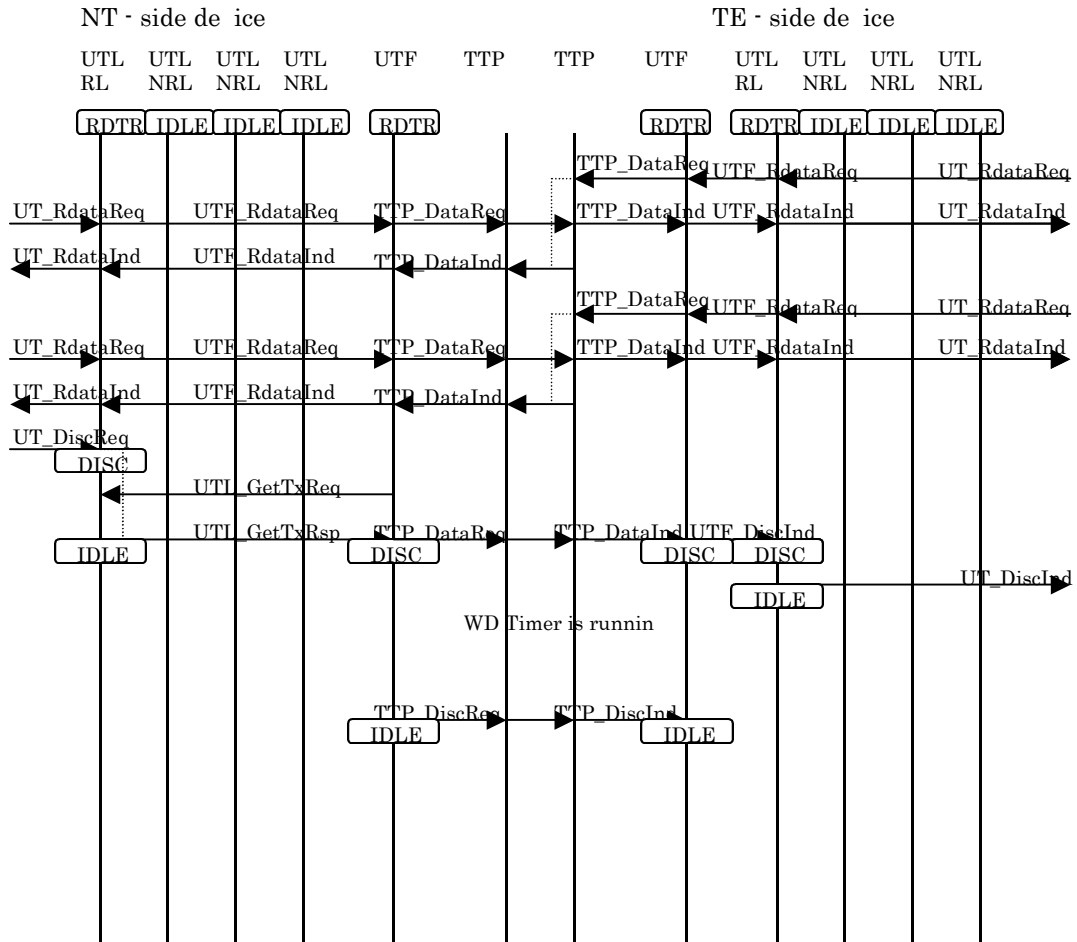 NT - side de ice TE - side de ice
UTL UTL UTL UTL UTF TTP TTP UTF UTL UTL UTL UTL
RL NRL NRL NRL RL NRL NRL NRL
RDTR IDLE IDLE IDLE RDTR RDTR RDTR IDLE IDLE IDLE
TTP_DataReq UTF_RdataReq UT_RdataReq
UT_RdataReq UTF_RdataReq TTP_DataReq TTP_DataInd UTF_RdataInd UT_RdataInd
UT_RdataInd UTF_RdataInd TTP_DataInd
TTP_DataReq UTF_RdataReq UT_RdataReq
UT_RdataReq UTF_RdataReq TTP_DataReq TTP_DataInd UTF_RdataInd UT_RdataInd
UT_RdataInd UTF_RdataInd TTP_DataInd
UT_DiscReq
DISC
UTL_GetTxReq
UTL_GetTxRsp TTP_DataReq TTP_DataInd UTF_DiscInd
IDLE DISC DISC DISC
UT_DiscInd
IDLE
WD Timer is runnin
TTP_DiscReq TTP_DiscInd
IDLE IDLE